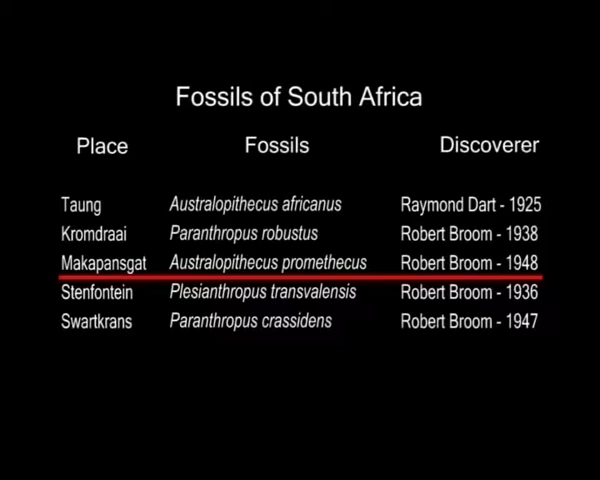 Fossils of South Africa
Place Fossils Discoverer
Taung Australopithecus africanus Raymond Dart - 1925
Kromdraai Paranthropus robustus Robert Broom - 1938
Makapansgat Australopithecus promethecus Robert Broom - 1948
Stenfontein Plesianthropus transvalensis Robert Broom - 1936
Swartkrans Paranthropus crassidens Robert Broom - 1947